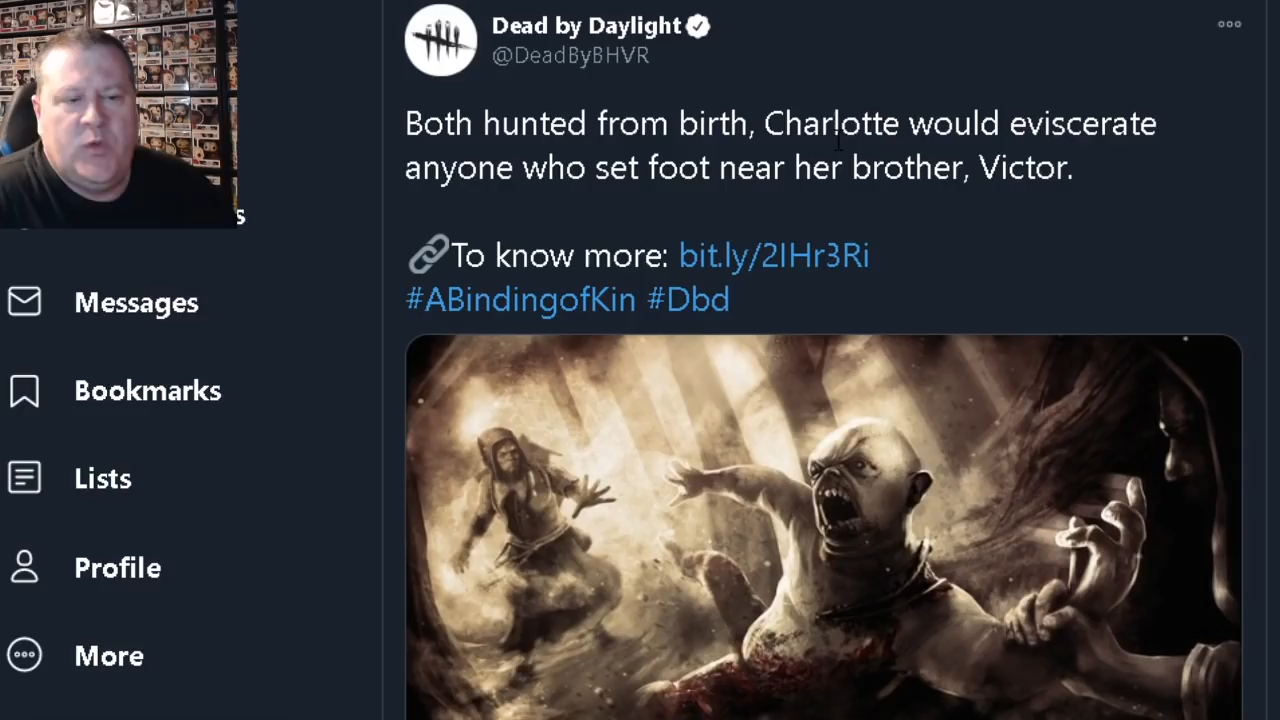 Dead by Daylight
@DeadByBHVR
Both hunted from birth, Charlotte would eviscerate
anyone who set foot near her brother, Victor.
🔗To know more: bit.ly/2IHr3Ri
#ABindingofKin #Dbd
s
Messages
Bookmarks
Lists
Profile
More